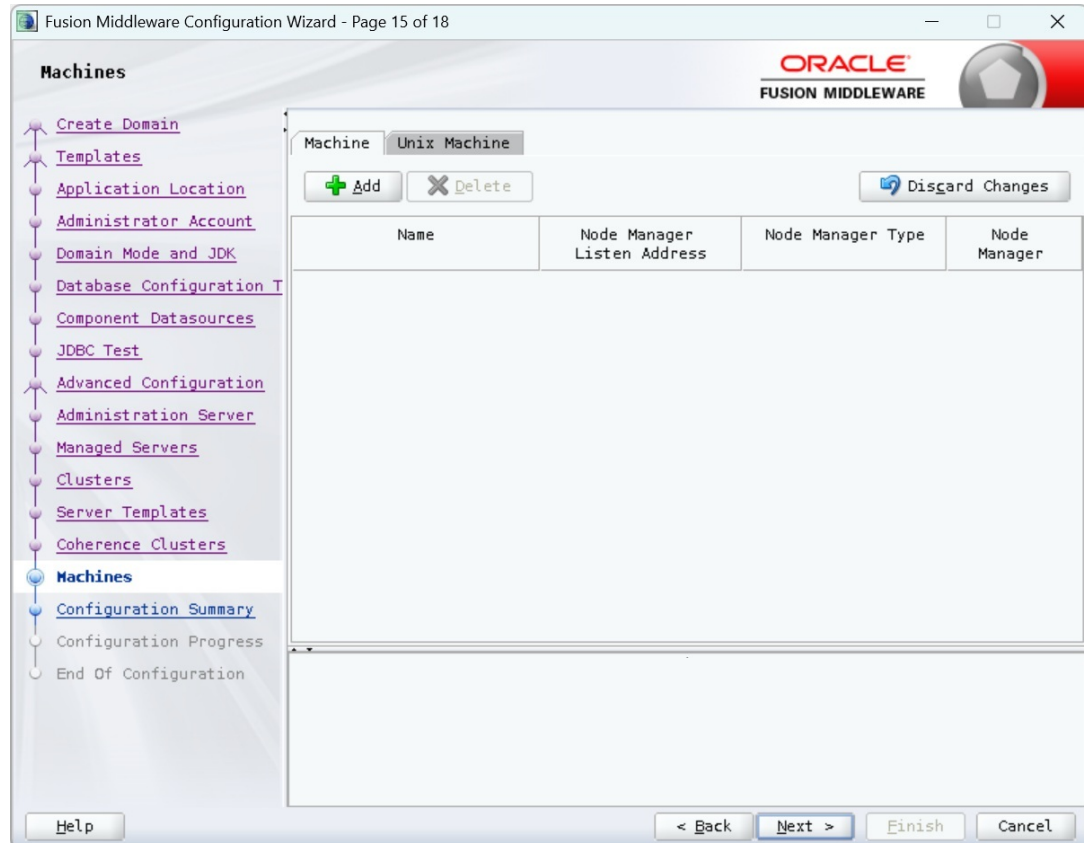 Fusion Middleware Configuration Wizard - Page 15 of 18
Machines
ORACLE
FUSION MIDDLEWARE
Create Domain
Templates
Application Location
Administrator Account
Domain Mode and JDK
Database Configuration T
Component Datasources
JDBC Test
Advanced Configuration
Administration Server
Managed Servers
Clusters
Server Templates
Coherence Clusters
Machines
Configuration Summary
Configuration Progress
End Of Configuration
Machine Unix Machine
Add Delete Discard Changes
Name Node Manager Listen Address Node Manager Type Node Manager
Help < Back Next > Finish Cancel